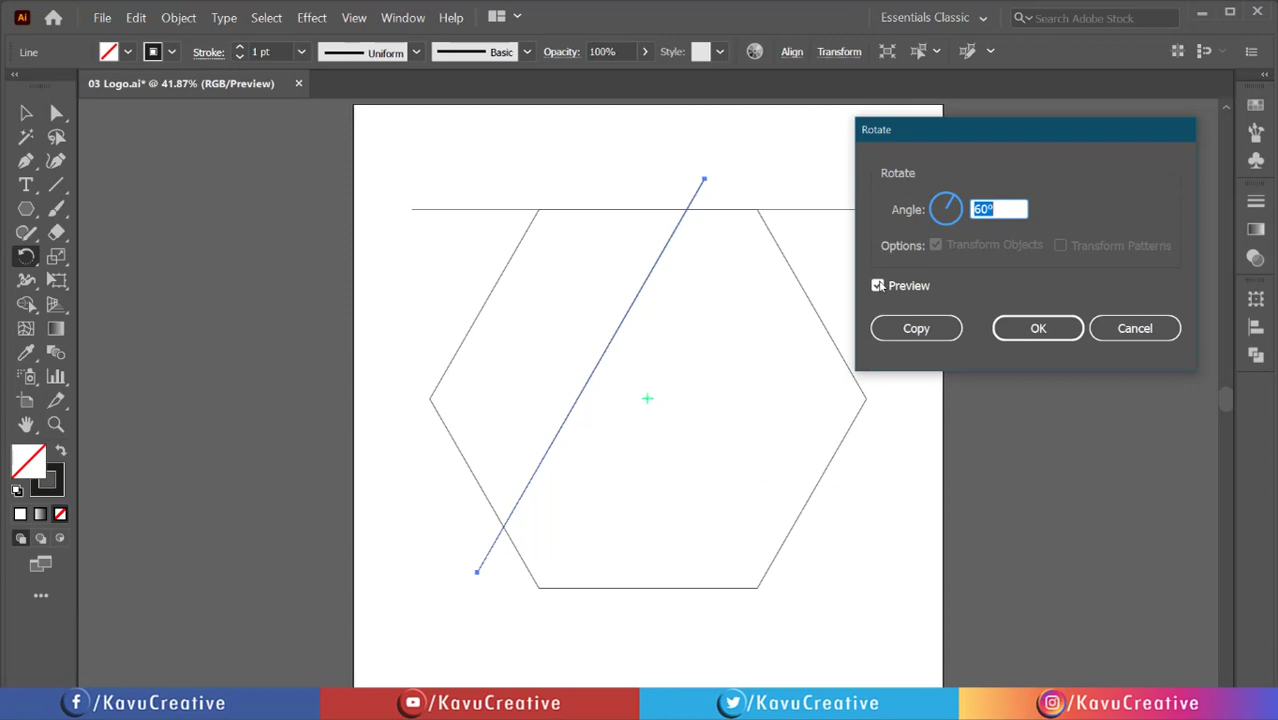 Ai File Edit Object Type Select Effect View Window Help Essentials Classic Search Adobe Stock
Line Stroke: 1 pt Uniform Basic Opacity: 100% Style: Align Transform
03 Logo.ai* @ 41.87% (RGB/Preview)
Rotate
Rotate
Angle: 60°
Options: Transform Objects Transform Patterns
Preview
Copy OK Cancel
/KavuCreative /KavuCreative /KavuCreative /KavuCreative